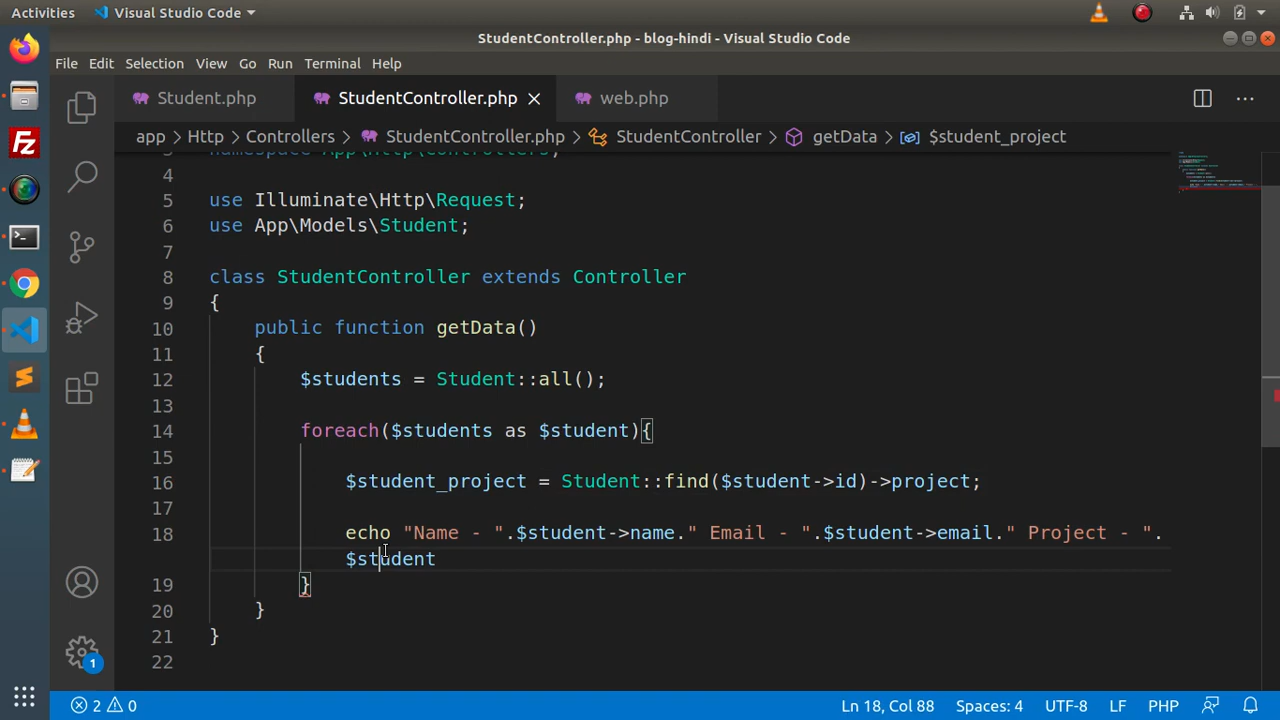 Activities Visual Studio Code
StudentController.php - blog-hindi - Visual Studio Code
File Edit Selection View Go Run Terminal Help
Student.php StudentController.php web.php
app > Http > Controllers > StudentController.php > StudentController > getData > $student_project
namespace App\Http\Controllers;
4
5 use Illuminate\Http\Request;
6 use App\Models\Student;
7
8 class StudentController extends Controller
9 {
10 public function getData()
11 {
12 $students = Student::all();
13
14 foreach($students as $student){
15
16 $student_project = Student::find($student->id)->project;
17
18 echo "Name - ".$student->name." Email - ".$student->email." Project - ".
$student
19 }
20 }
21 }
22
1
2 0 Ln 18, Col 88 Spaces: 4 UTF-8 LF PHP